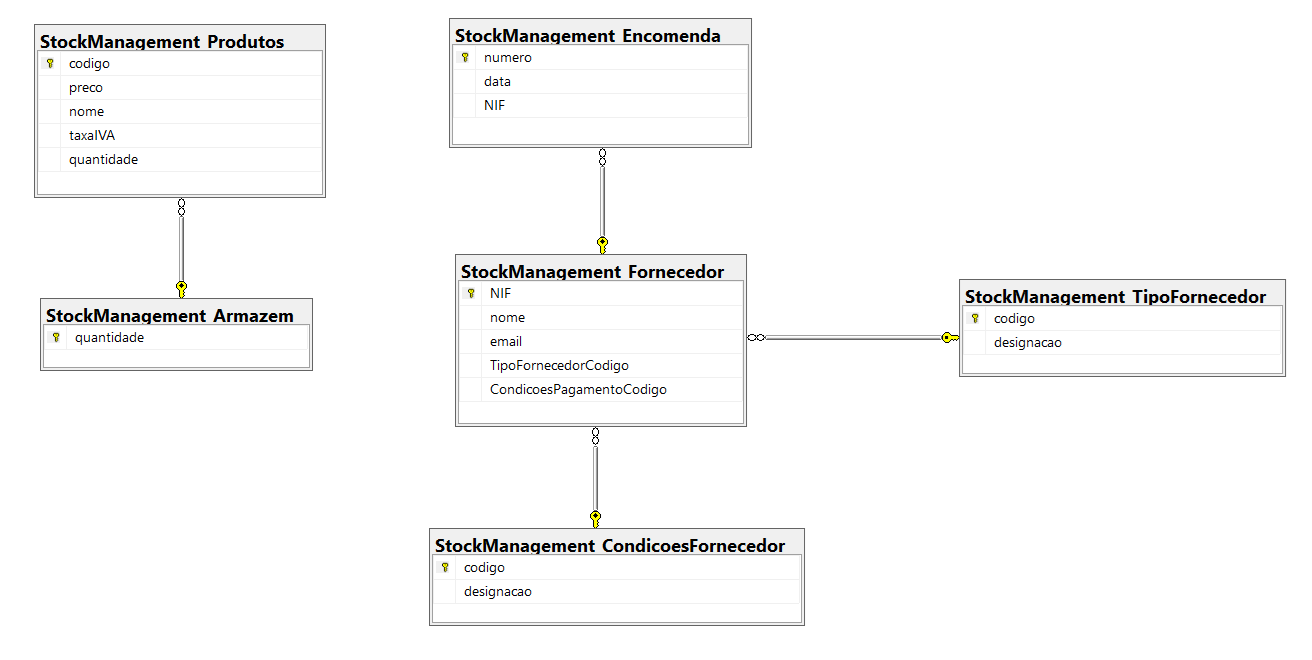 StockManagement_Produtos
codigo
preco
nome
taxaIVA
quantidade
StockManagement_Armazem
quantidade
StockManagement_Encomenda
numero
data
NIF
StockManagement_Fornecedor
NIF
nome
email
TipoFornecedorCodigo
CondicoesPagamentoCodigo
StockManagement_TipoFornecedor
codigo
designacao
StockManagement_CondicoesFornecedor
codigo
designacao